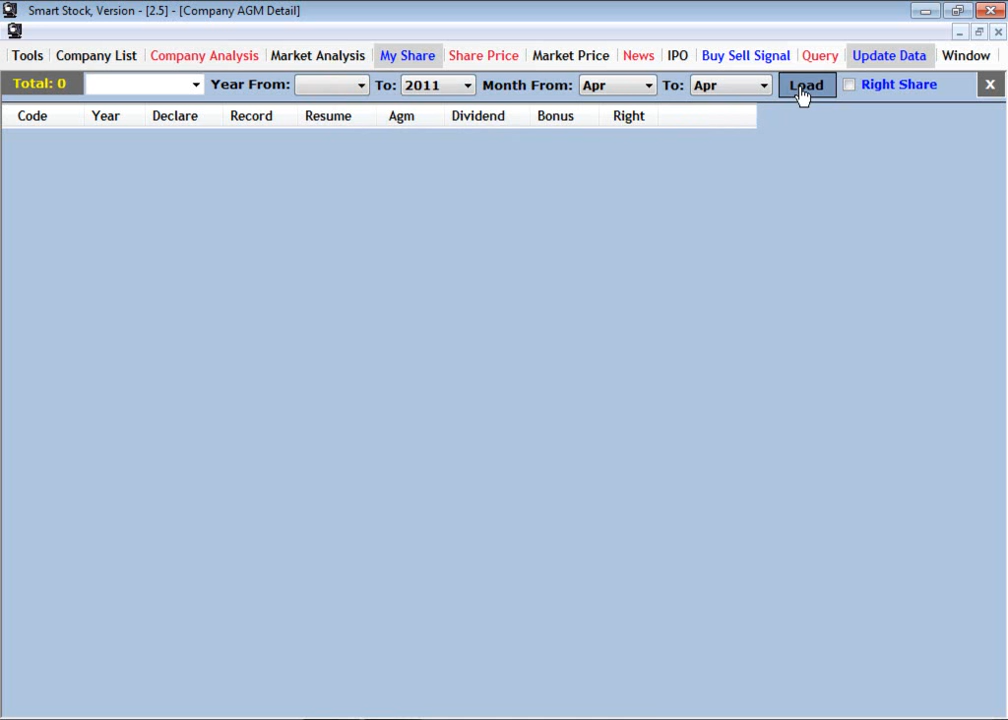 Smart Stock, Version - [2.5] - [Company AGM Detail]
Tools Company List Company Analysis Market Analysis My Share Share Price Market Price News IPO Buy Sell Signal Query Update Data Window
Total: 0 Year From: To: 2011 Month From: Apr To: Apr Load Right Share X
Code Year Declare Record Resume Agm Dividend Bonus Right